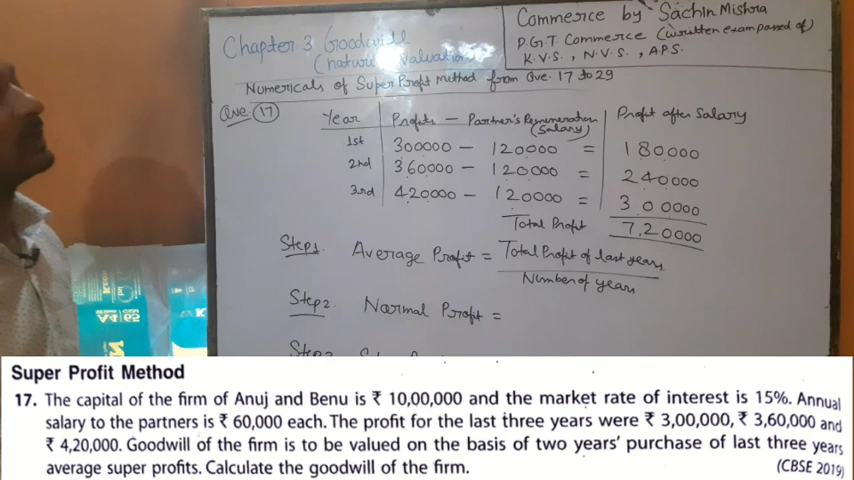 Commerce by Sachin Mishra
P.G.T Commerce (written exam passed of)
K.V.S., N.V.S., A.P.S.
Chapter 3 Goodwill
(nature Valuation
Numericals of Super Profit Method from Que. 17 to 29
Que. 17
Year Profits - Partner's Remuneration (Salary) Profit after Salary
1st 300000 - 120000 = 180000
2nd 360000 - 120000 = 240000
3rd 420000 - 120000 = 300000
Total Profit 7,20000
Step1 Average Profit = Total Profit of last years
Number of years
Step2. Normal Profit =
A4 65
Super Profit Method
17. The capital of the firm of Anuj and Benu is ₹ 10,00,000 and the market rate of interest is 15%. Annual
salary to the partners is ₹ 60,000 each. The profit for the last three years were ₹ 3,00,000, ₹ 3,60,000 and
₹ 4,20,000. Goodwill of the firm is to be valued on the basis of two years' purchase of last three years
average super profits. Calculate the goodwill of the firm. (CBSE 2019)